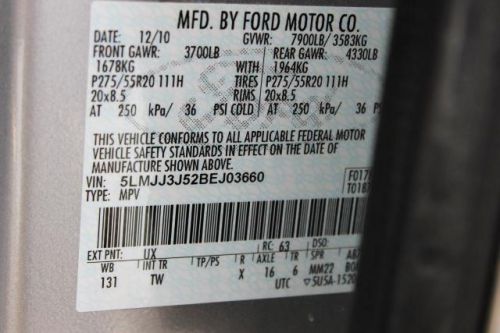 MFD. BY FORD MOTOR CO.
DATE: 12/10 GVWR: 7900LB/ 3583KG
FRONT GAWR: 3700LB REAR GAWR: 4330LB
1678KG WITH 1964KG
P275/55R20 111H TIRES P275/55R20 111H
20x8.5 RIMS 20x8.5
AT 250 kPa/ 36 PSI COLD AT 250 kPa/ 36
THIS VEHICLE CONFORMS TO ALL APPLICABLE FEDERAL MOTOR
VEHICLE SAFETY STANDARDS IN EFFECT ON THE DATE OF
MANUFACTURE SHOWN ABOVE.
VIN: 5LMJJ3J52BEJ03660
TYPE: MPV
EXT PNT: UX RC: 63 DSO:
WB INT TR TP/PS R AXLE TR
131 TW X 16 6 MM22
UTC 5U5A-1520